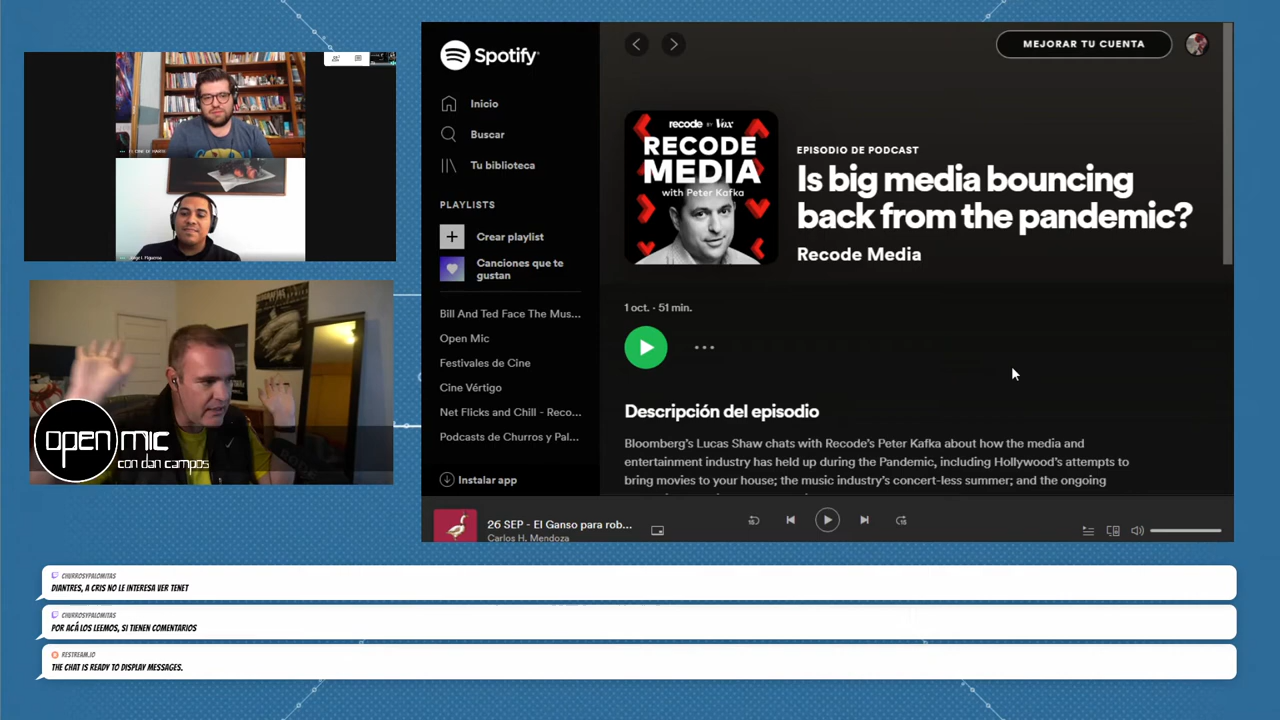 Spotify
Inicio
Buscar
Tu biblioteca
PLAYLISTS
Crear playlist
Canciones que te
gustan
Bill And Ted Face The Mus...
Open Mic
Festivales de Cine
Cine Vértigo
Net Flicks and Chill - Reco...
Podcasts de Churros y Pal...
Instalar app
MEJORAR TU CUENTA
recode BY Vox
RECODE
MEDIA
with Peter Kafka
EPISODIO DE PODCAST
Is big media bouncing
back from the pandemic?
Recode Media
1 oct. · 51 min.
Descripción del episodio
Bloomberg's Lucas Shaw chats with Recode's Peter Kafka about how the media and
entertainment industry has held up during the Pandemic, including Hollywood's attempts to
bring movies to your house; the music industry's concert-less summer; and the ongoing
26 SEP - El Ganso para rob...
Carlos H. Mendoza
15
15
OPEN MIC
CON DAN CAMPOS
CHURROSYPALOMITAS
DIANTRES, A CRIS NO LE INTERESA VER TENET
CHURROSYPALOMITAS
POR ACÁ LOS LEEMOS, SI TIENEN COMENTARIOS
RESTREAM.IO
THE CHAT IS READY TO DISPLAY MESSAGES.